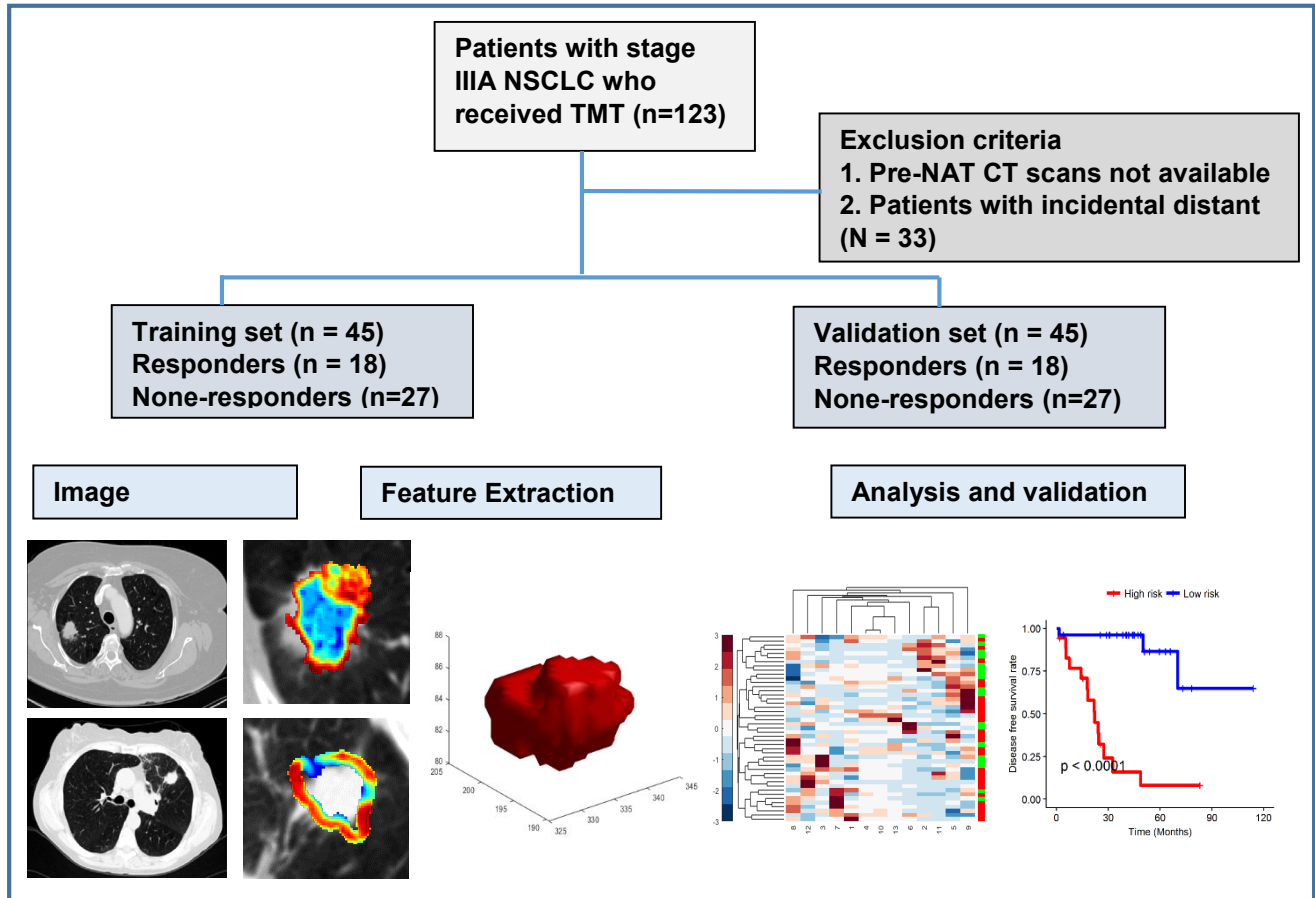 Patients with stage
IIIA NSCLC who
received TMT (n=123)
Exclusion criteria
1. Pre-NAT CT scans not available
2. Patients with incidental distant
(N = 33)
Training set (n = 45)
Responders (n = 18)
None-responders (n=27)
Validation set (n = 45)
Responders (n = 18)
None-responders (n=27)
Image
Feature Extraction
Analysis and validation
88
86
84
82
80
205
200
195
190
325
330
335
340
345
3
2
1
0
-1
-2
-3
8 12 3 7 1 4 10 13 6 2 11 5 9
High risk Low risk
Disease free survival rate
1.00
0.75
0.50
0.25
0.00
p < 0.0001
0 30 60 90 120
Time (Months)